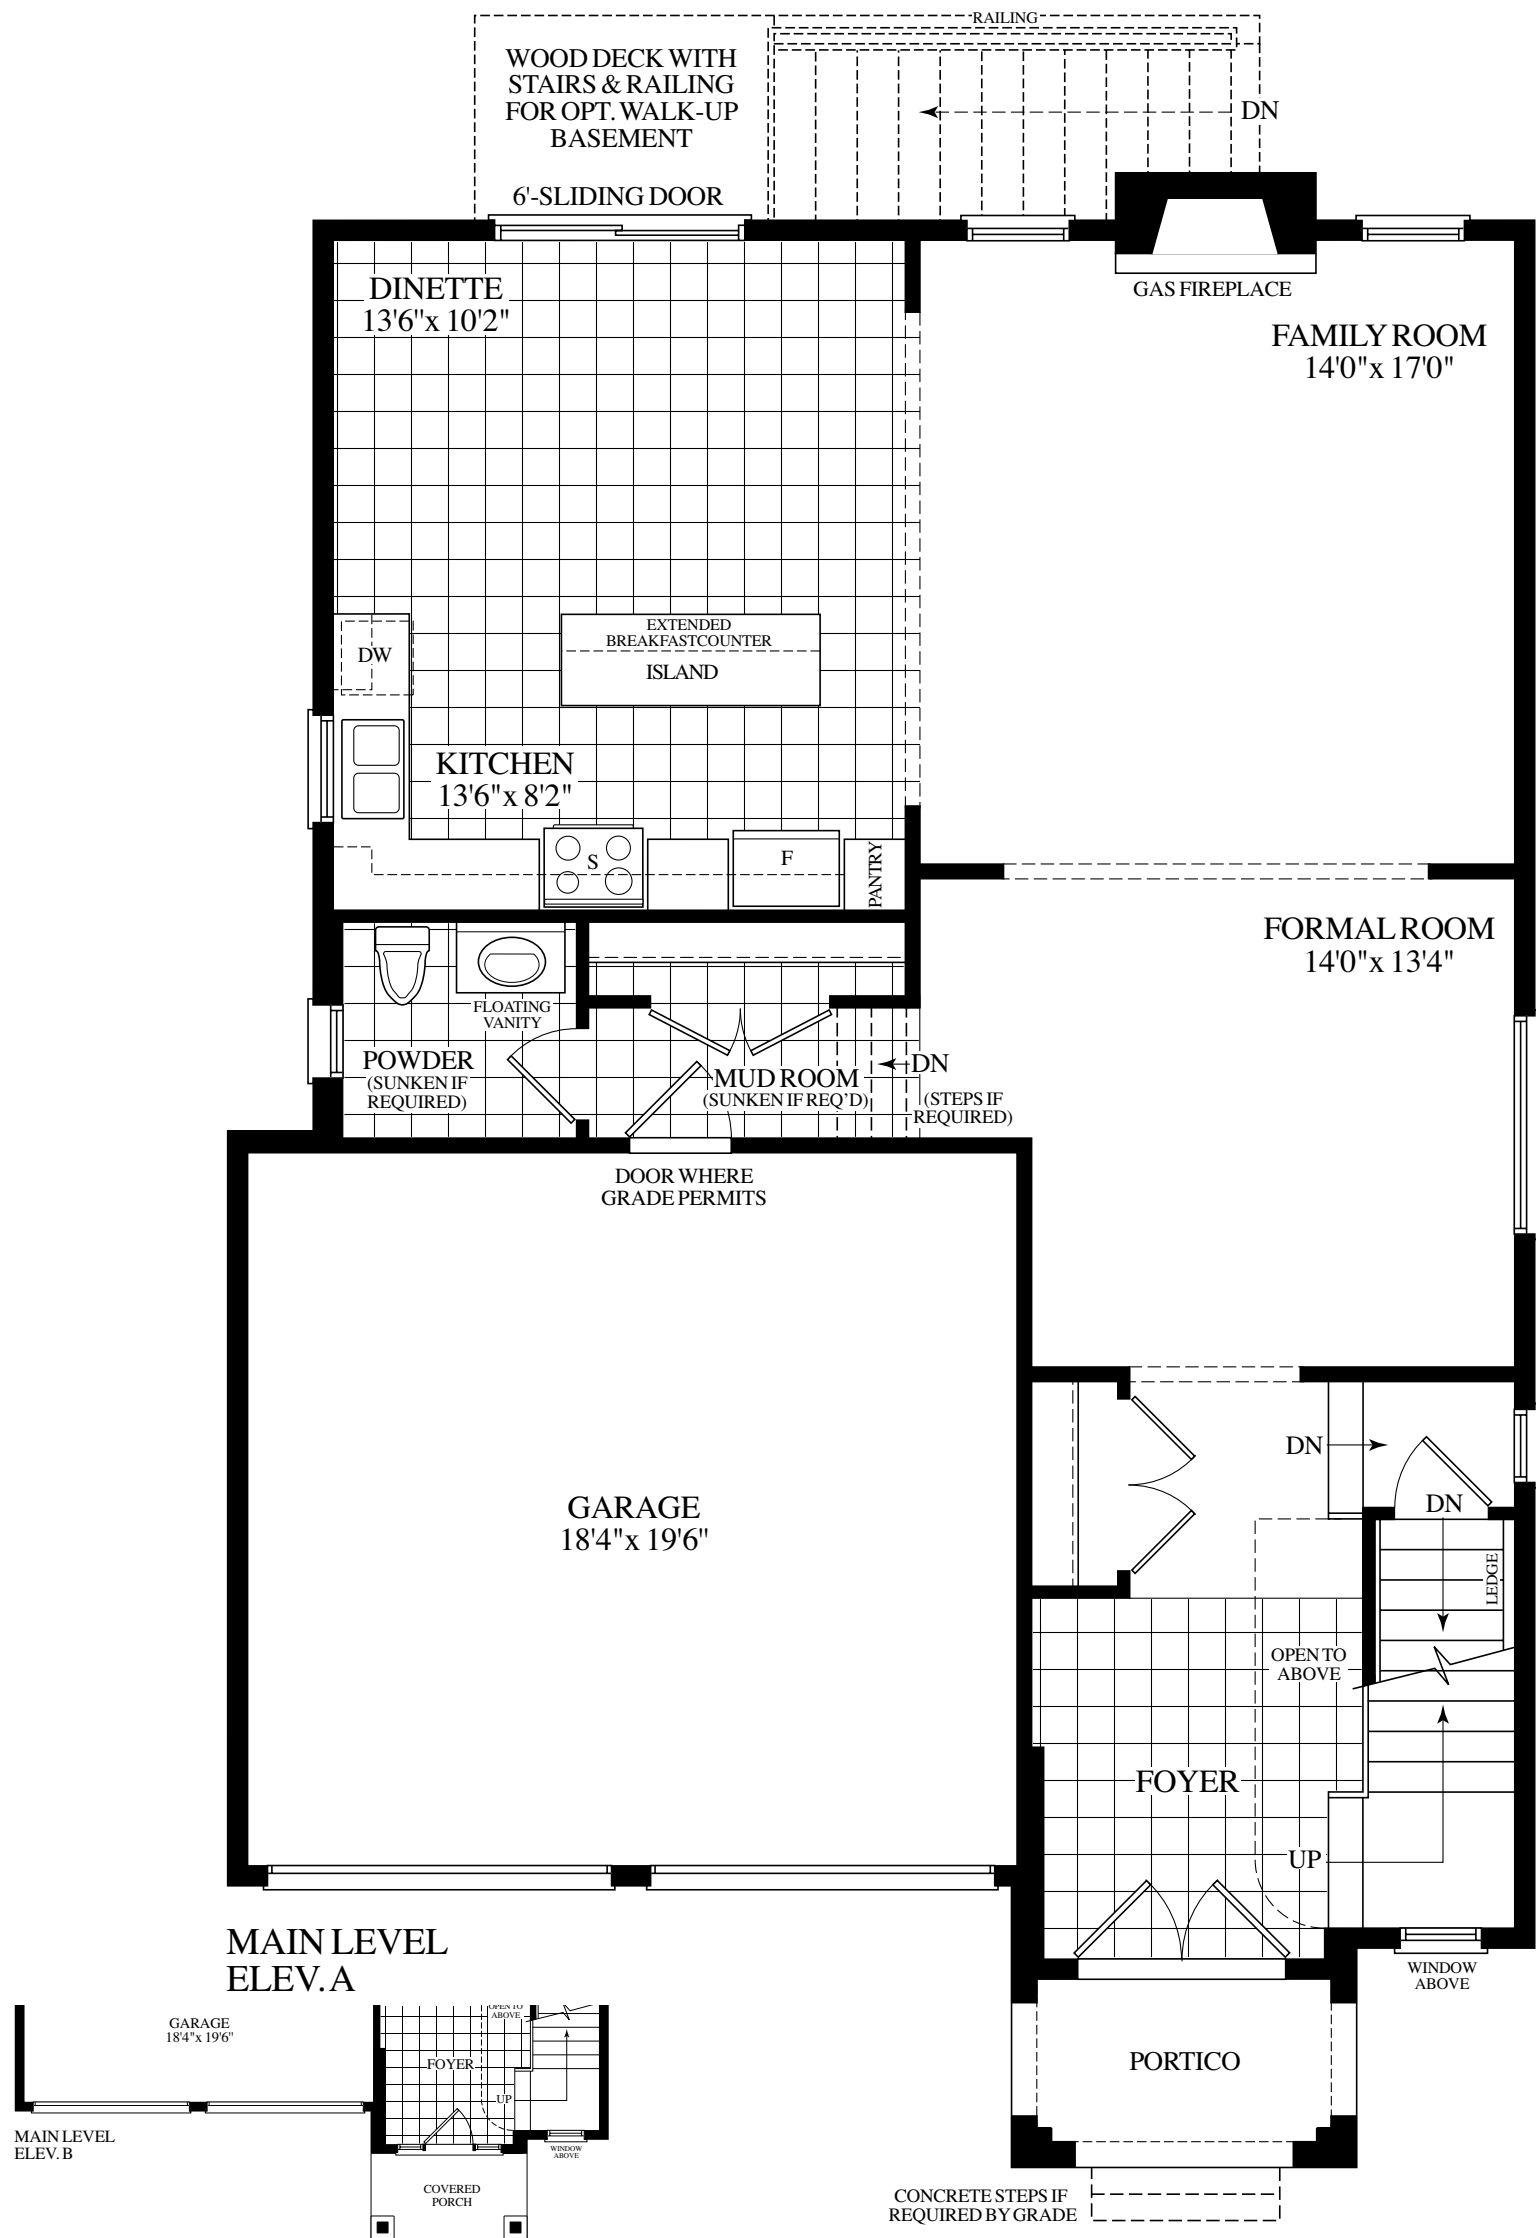 RAILING
WOOD DECK WITH
STAIRS & RAILING
FOR OPT. WALK-UP
BASEMENT
DN
6'-SLIDING DOOR
DINETTE
13'6"x 10'2"
GAS FIREPLACE
FAMILY ROOM
14'0"x 17'0"
EXTENDED
BREAKFASTCOUNTER
ISLAND
DW
KITCHEN
13'6"x 8'2"
S
F
PANTRY
FORMAL ROOM
14'0"x 13'4"
FLOATING
VANITY
POWDER
(SUNKEN IF
REQUIRED)
MUD ROOM
(SUNKEN IF REQ'D)
DN
(STEPS IF
REQUIRED)
DOOR WHERE
GRADE PERMITS
DN
DN
LEDGE
GARAGE
18'4"x 19'6"
OPEN TO
ABOVE
FOYER
UP
MAIN LEVEL
ELEV. A
WINDOW
ABOVE
PORTICO
CONCRETE STEPS IF
REQUIRED BY GRADE
GARAGE
18'4"x 19'6"
OPEN TO
ABOVE
FOYER
UP
MAIN LEVEL
ELEV. B
WINDOW
ABOVE
COVERED
PORCH